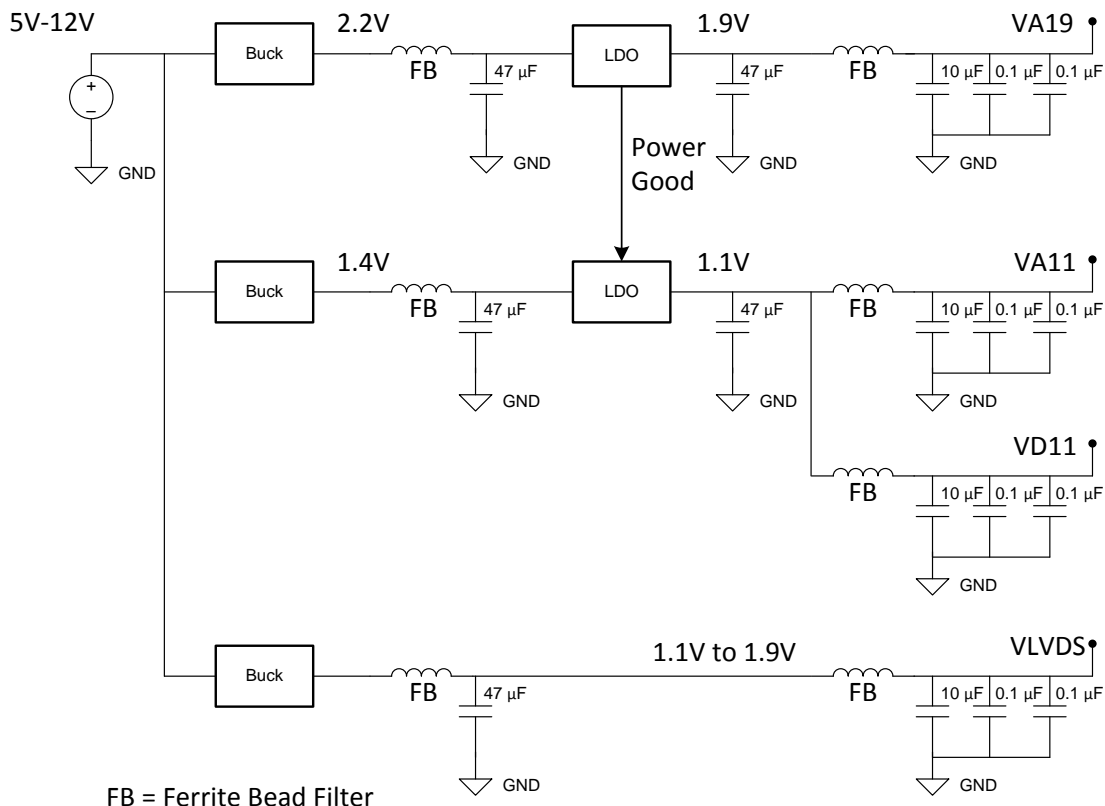 5V-12V
Buck
2.2V
FB
47 µF
GND
LDO
1.9V
47 µF
GND
FB
VA19
10 µF
0.1 µF
0.1 µF
GND
+
–
GND
Power
Good
Buck
1.4V
FB
47 µF
GND
LDO
1.1V
47 µF
GND
FB
VA11
10 µF
0.1 µF
0.1 µF
GND
FB
VD11
10 µF
0.1 µF
0.1 µF
GND
Buck
FB
47 µF
GND
1.1V to 1.9V
FB
VLVDS
10 µF
0.1 µF
0.1 µF
GND
FB = Ferrite Bead Filter